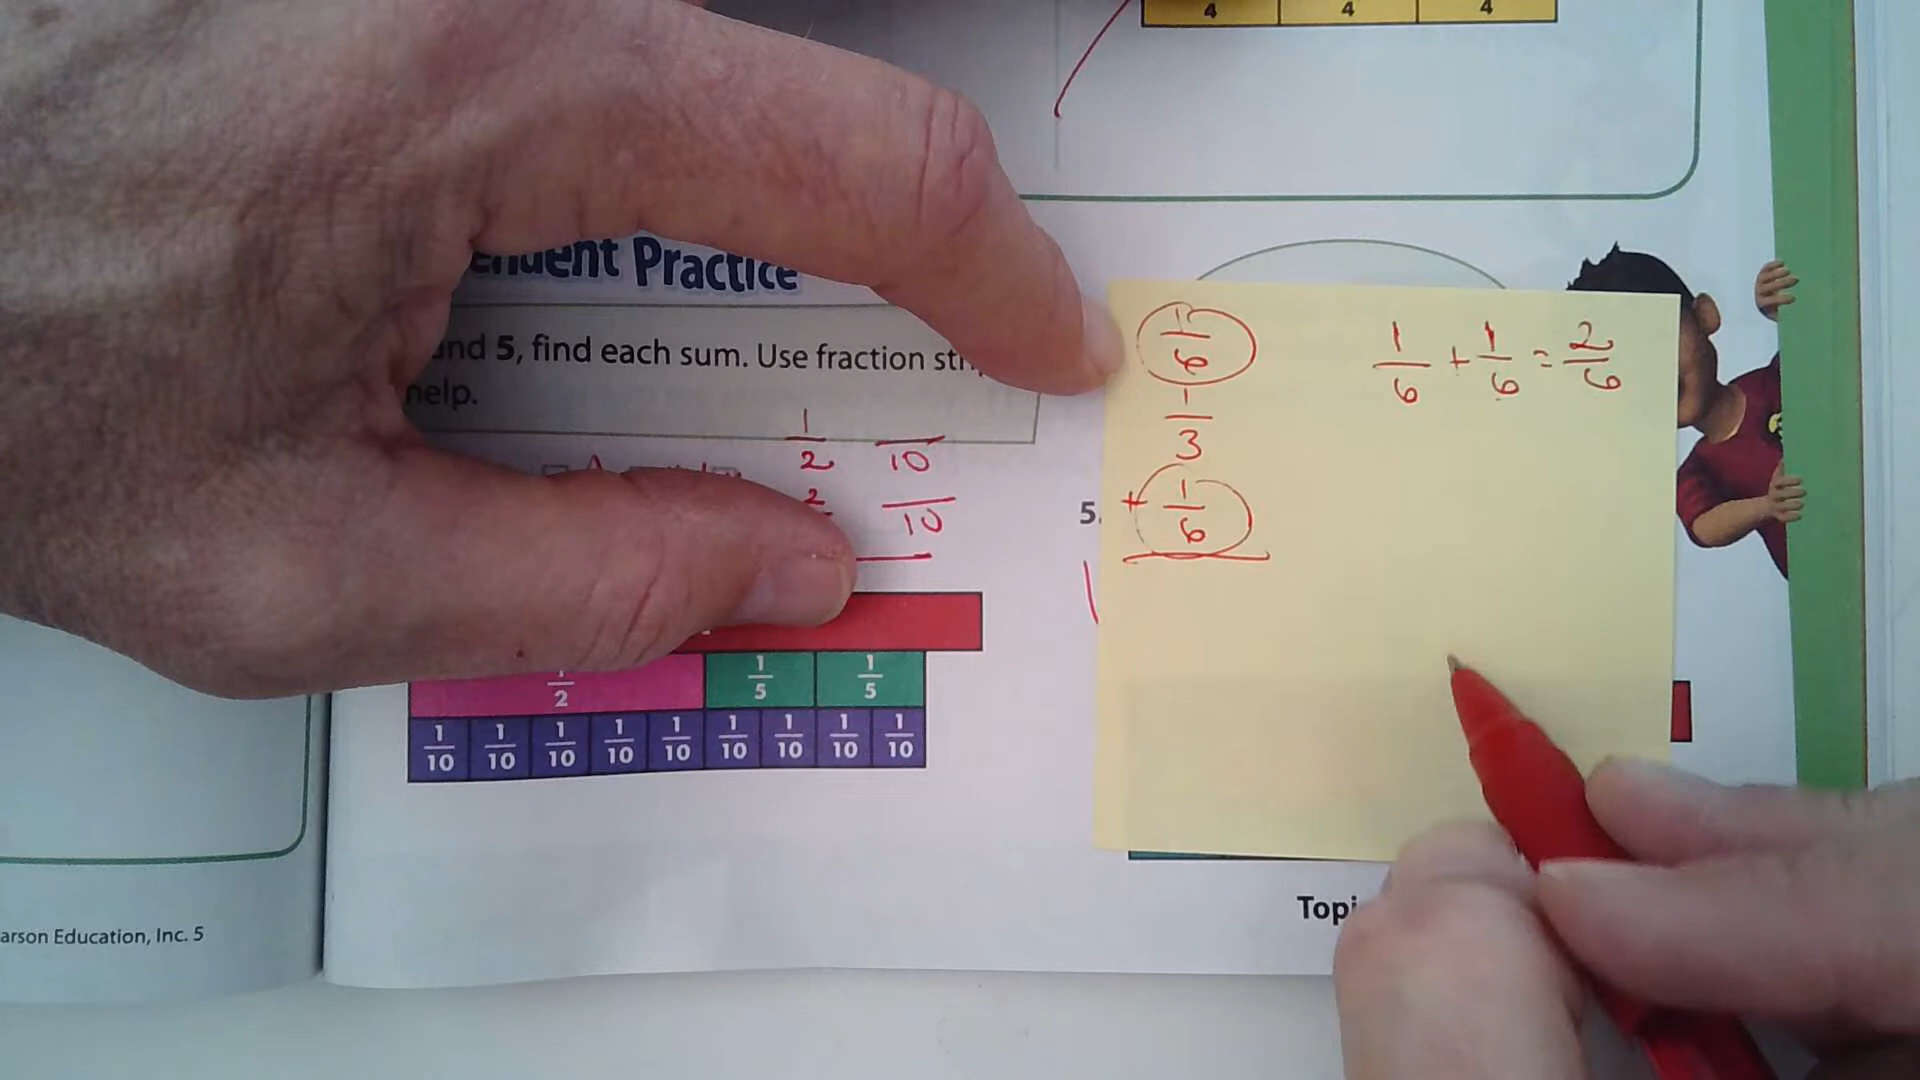 4 4 4
endent Practice
and 5, find each sum. Use fraction
help.
1/2 /10
2/ /10
1/2 1/5 1/5
1/10 1/10 1/10 1/10 1/10 1/10 1/10 1/10 1/10
5.
1/6
1/3
+ 1/6
1/6 + 1/6 = 2/6
Topi
arson Education, Inc. 5